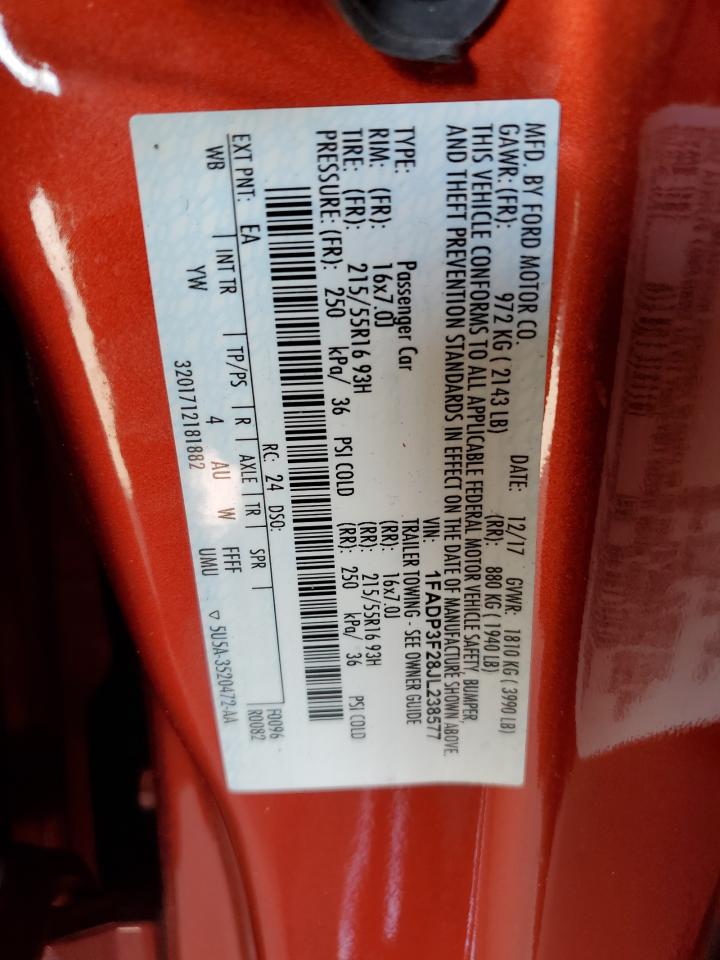 MFD. BY FORD MOTOR CO. DATE: 12/17 GVWR: 1810 KG ( 3990 LB)
GAWR: (FR): 972 KG ( 2143 LB) (RR): 880 KG ( 1940 LB)
THIS VEHICLE CONFORMS TO ALL APPLICABLE FEDERAL MOTOR VEHICLE SAFETY, BUMPER,
AND THEFT PREVENTION STANDARDS IN EFFECT ON THE DATE OF MANUFACTURE SHOWN ABOVE.
VIN: 1FADP3F28JL238577
TYPE: Passenger Car TRAILER TOWING - SEE OWNER GUIDE
RIM: (FR): 16x7.0J (RR): 16x7.0J
TIRE: (FR): 215/55R16 93H (RR): 215/55R16 93H
PRESSURE: (FR): 250 kPa/ 36 PSI COLD (RR): 250 kPa/ 36 PSI COLD
RC: 24 DSO: F0096
EXT PNT: EA R0082
WB INT TR TP/PS R AXLE TR SPR
YW 4 AU W FFFF
3201712181882 UMU ▽ 5U5A-3520472-AA